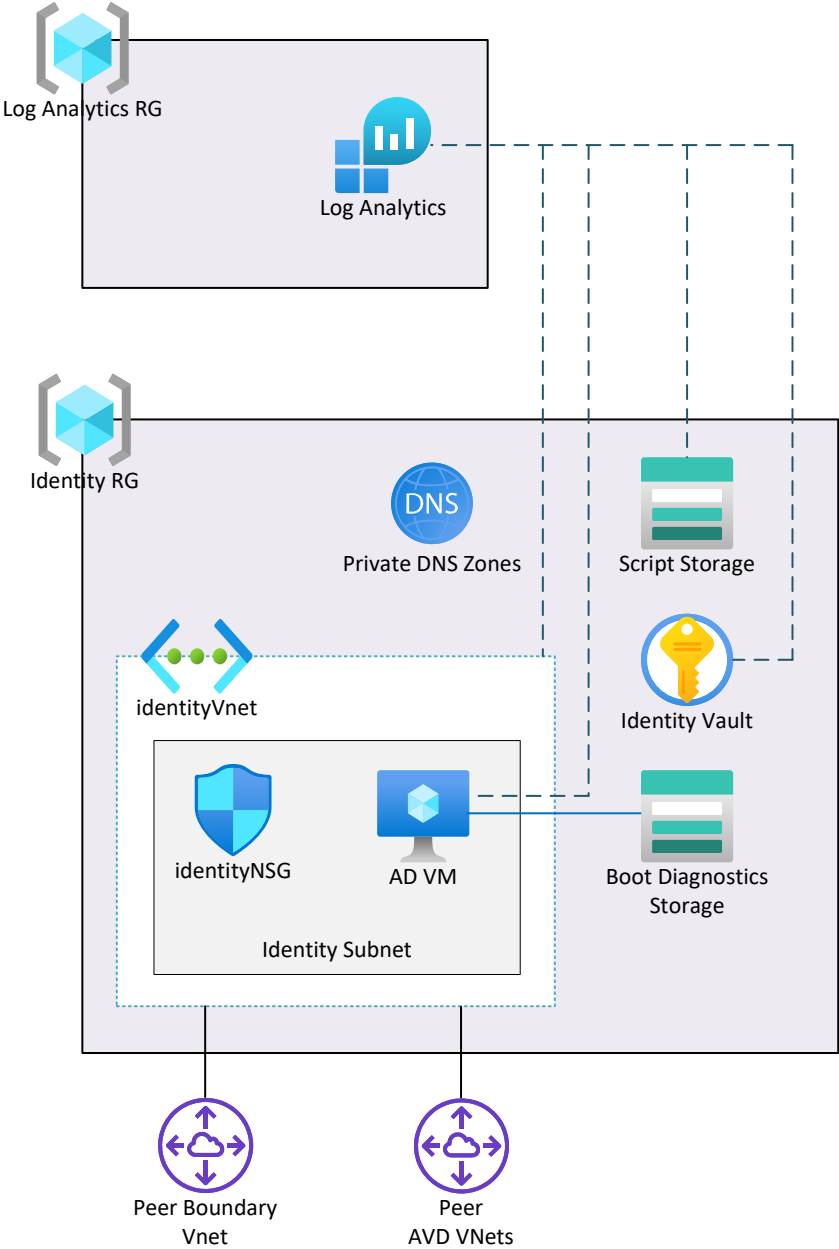 Log Analytics RG
Log Analytics
Identity RG
DNS
Private DNS Zones
Script Storage
identityVnet
Identity Vault
identityNSG
AD VM
Boot Diagnostics
Storage
Identity Subnet
Peer Boundary
Vnet
Peer
AVD VNets